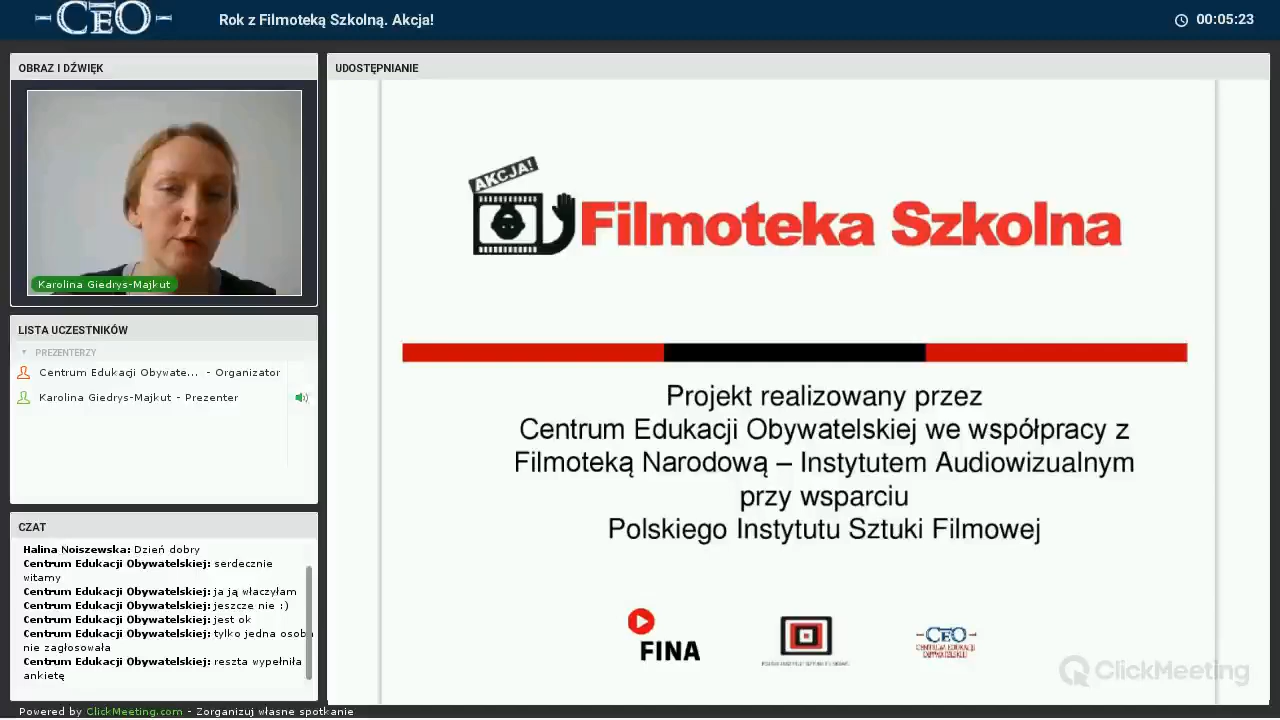 CEO
Rok z Filmoteką Szkolną. Akcja!
00:05:23
OBRAZ I DŹWIĘK
Karolina Giedrys-Majkut
LISTA UCZESTNIKÓW
PREZENTERZY
Centrum Edukacji Obywate... - Organizator
Karolina Giedrys-Majkut - Prezenter
CZAT
Halina Noiszewska: Dzień dobry
Centrum Edukacji Obywatelskiej: serdecznie
witamy
Centrum Edukacji Obywatelskiej: ja ją właczyłam
Centrum Edukacji Obywatelskiej: jeszcze nie :)
Centrum Edukacji Obywatelskiej: jest ok
Centrum Edukacji Obywatelskiej: tylko jedna osoba
nie zagłosowała
Centrum Edukacji Obywatelskiej: reszta wypełniła
ankietę
Powered by ClickMeeting.com - Zorganizuj własne spotkanie
UDOSTĘPNIANIE
AKCJA!
Filmoteka Szkolna
Projekt realizowany przez
Centrum Edukacji Obywatelskiej we współpracy z
Filmoteką Narodową – Instytutem Audiowizualnym
przy wsparciu
Polskiego Instytutu Sztuki Filmowej
FINA
CEO
CENTRUM EDUKACJI
OBYWATELSKIEJ
ClickMeeting